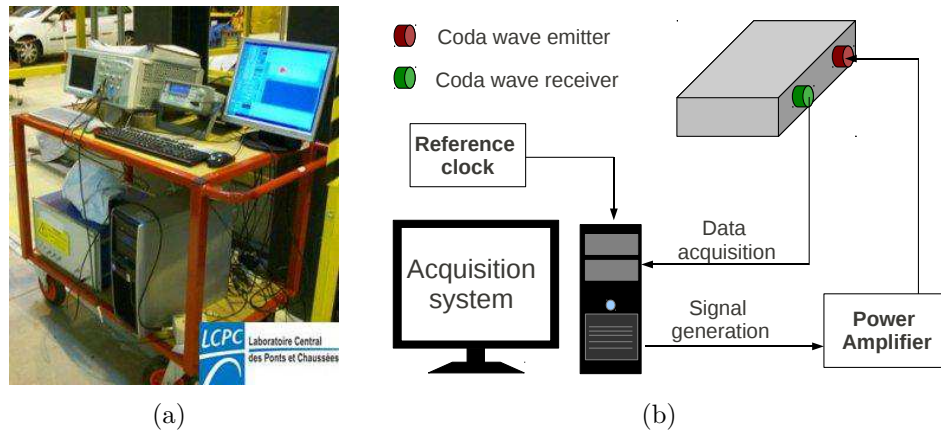 LCPC
Laboratoire Central
des Ponts et Chaussées
(a)
Coda wave emitter
Coda wave receiver
Reference
clock
Data
acquisition
Acquisition
system
Signal
generation
Power
Amplifier
(b)